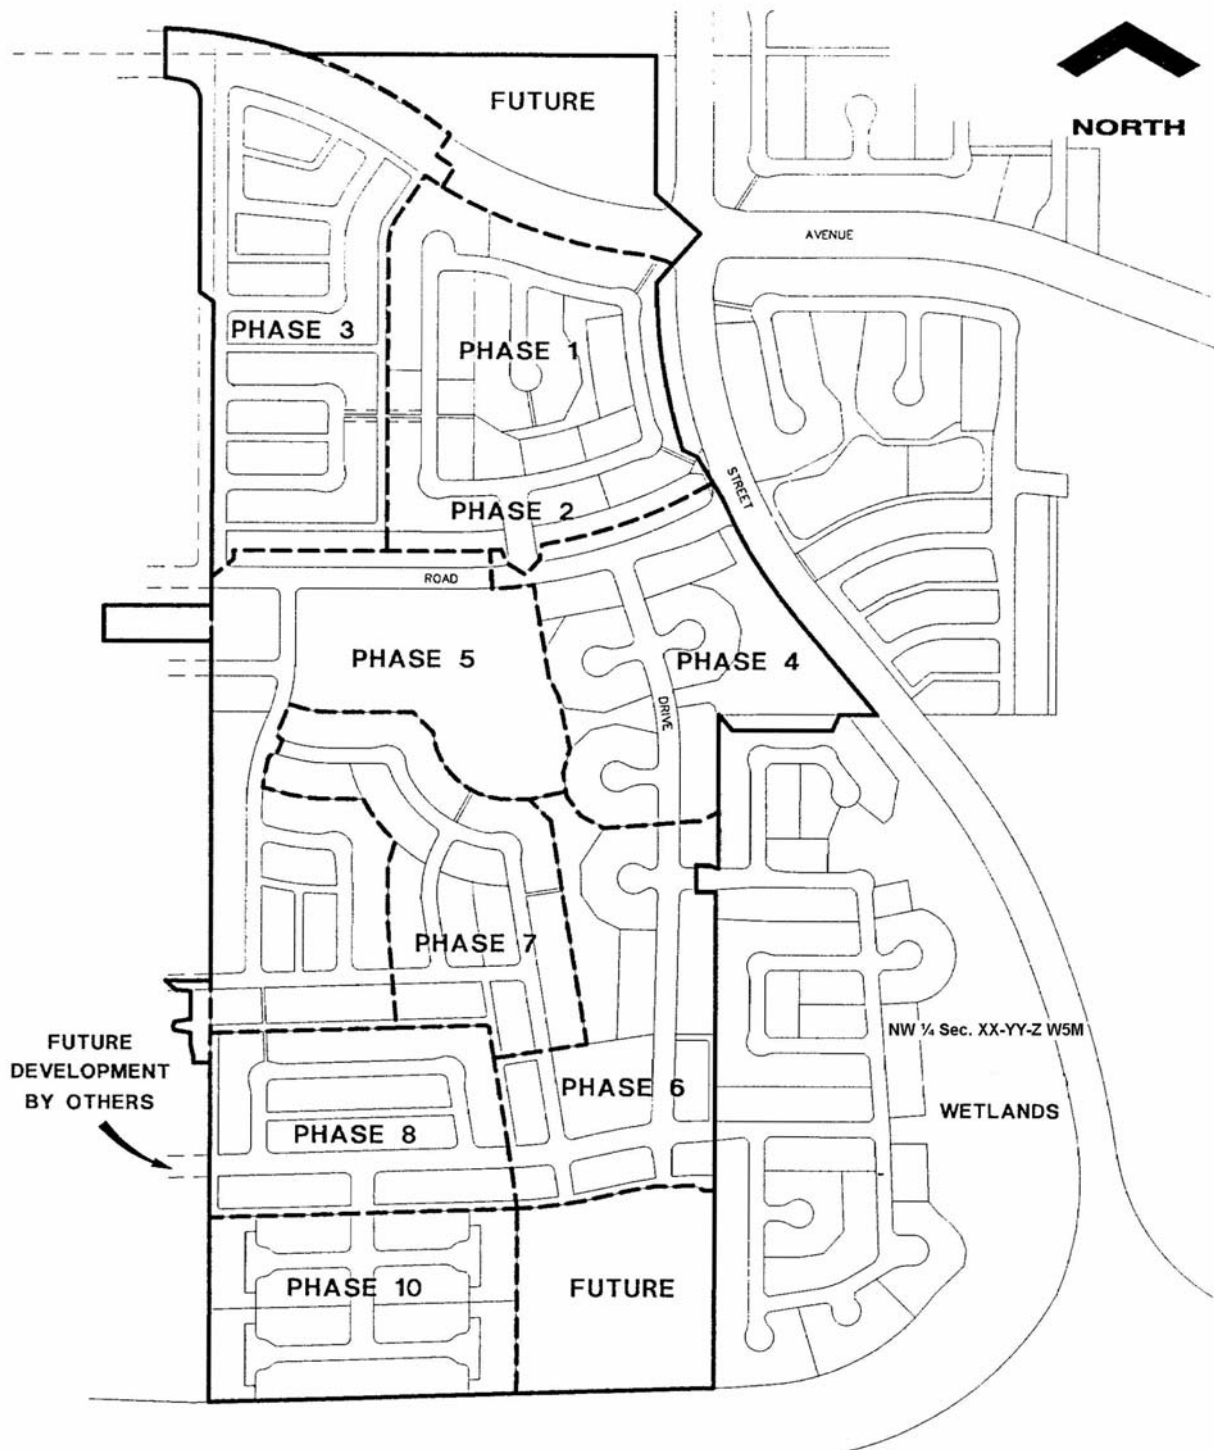 FUTURE
NORTH
AVENUE
PHASE 3
PHASE 1
STREET
PHASE 2
ROAD
PHASE 5
PHASE 4
DRIVE
PHASE 7
NW ¼ Sec. XX-YY-Z W5M
FUTURE
DEVELOPMENT
BY OTHERS
PHASE 6
WETLANDS
PHASE 8
PHASE 10
FUTURE